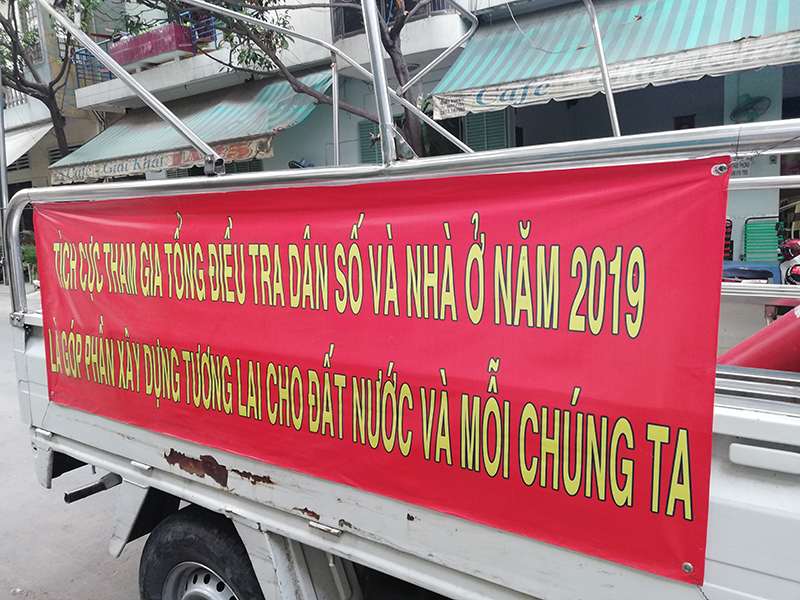 Cafe - Giải Khát
Cafe
TÍCH CỰC THAM GIA TỔNG ĐIỀU TRA DÂN SỐ VÀ NHÀ Ở NĂM 2019
LÀ GÓP PHẦN XÂY DỰNG TƯƠNG LAI CHO ĐẤT NƯỚC VÀ MỖI CHÚNG TA